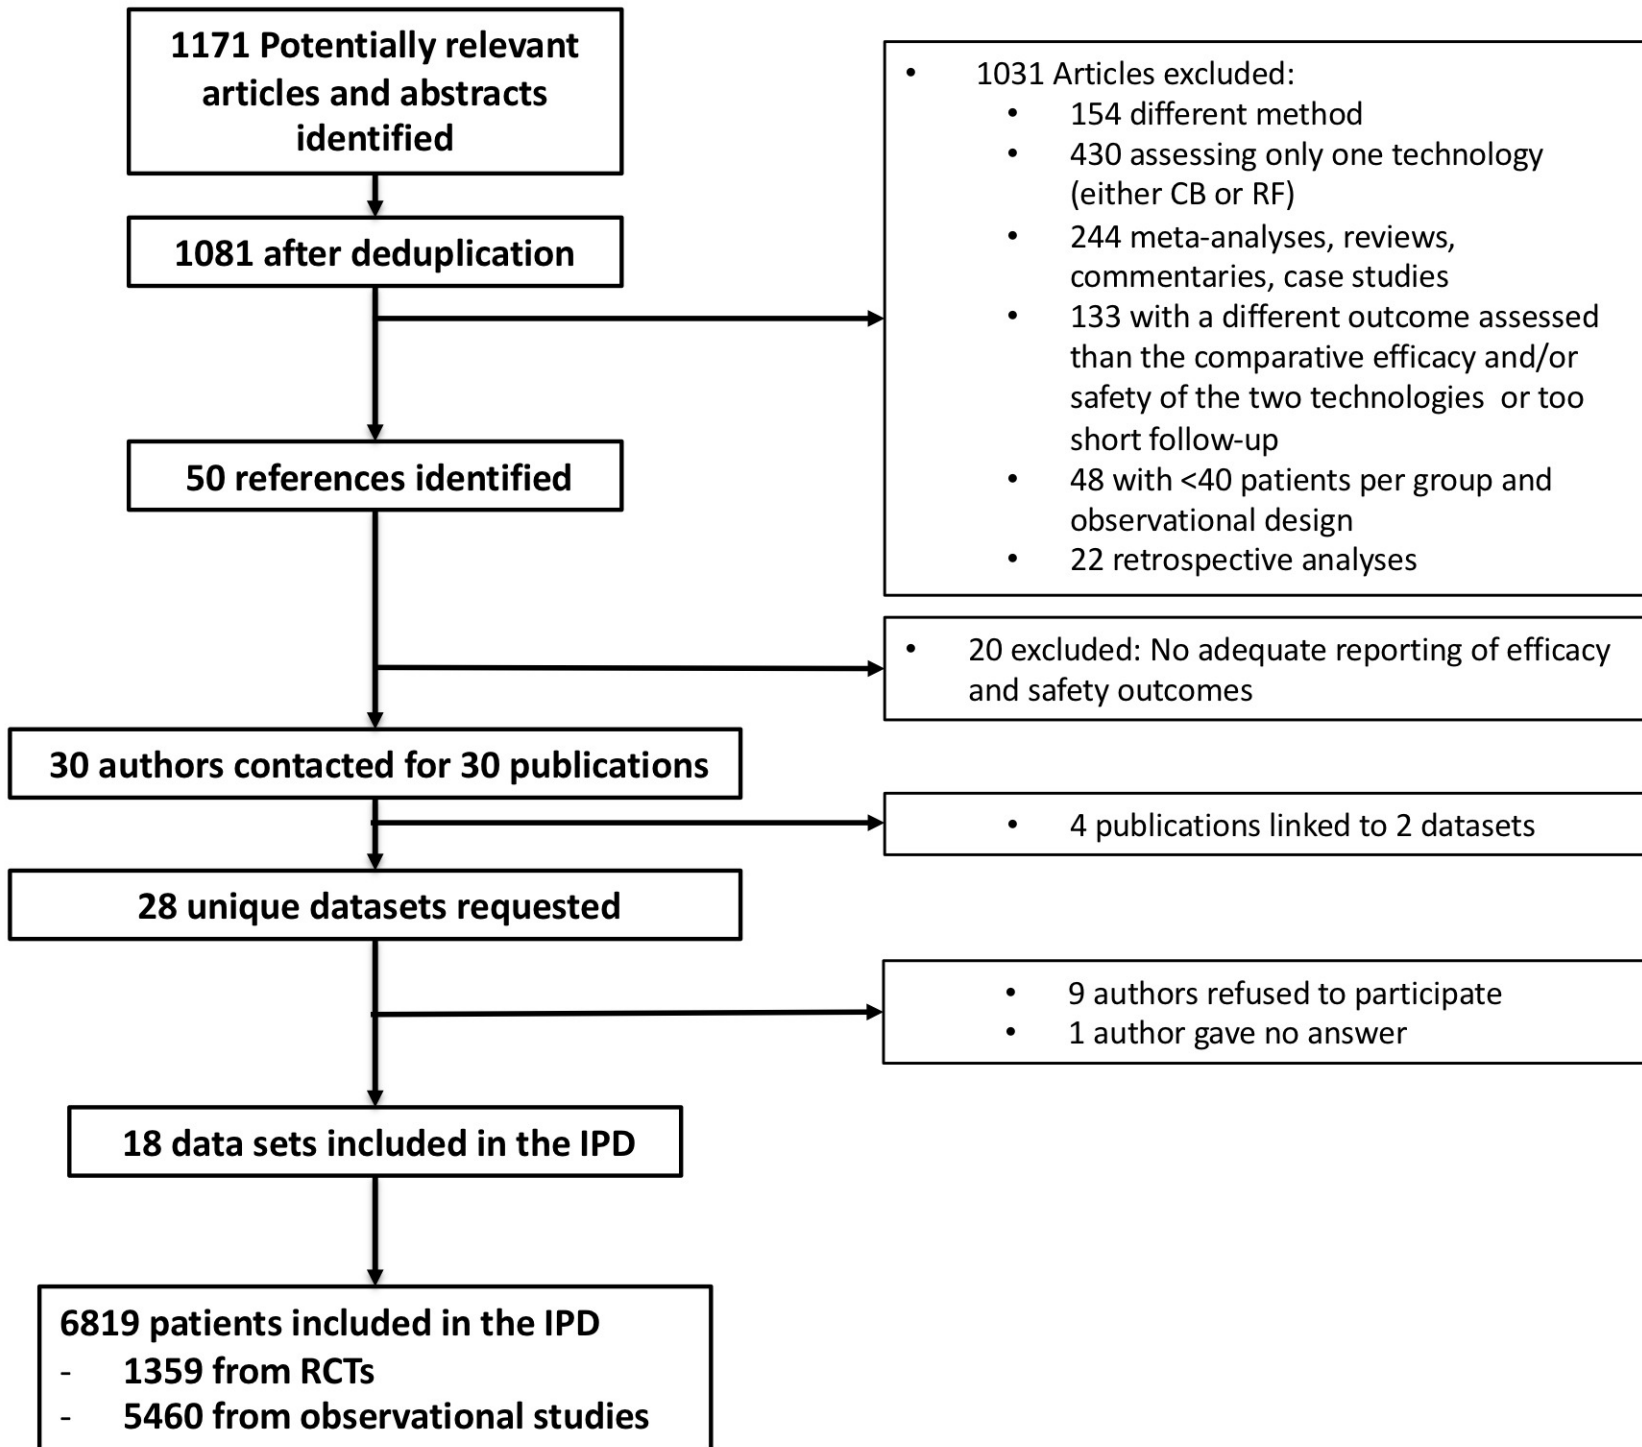 1171 Potentially relevant
articles and abstracts
identified
1081 after deduplication
• 1031 Articles excluded:
• 154 different method
• 430 assessing only one technology
(either CB or RF)
• 244 meta-analyses, reviews,
commentaries, case studies
• 133 with a different outcome assessed
than the comparative efficacy and/or
safety of the two technologies or too
short follow-up
• 48 with <40 patients per group and
observational design
• 22 retrospective analyses
50 references identified
• 20 excluded: No adequate reporting of efficacy
and safety outcomes
30 authors contacted for 30 publications
• 4 publications linked to 2 datasets
28 unique datasets requested
• 9 authors refused to participate
• 1 author gave no answer
18 data sets included in the IPD
6819 patients included in the IPD
- 1359 from RCTs
- 5460 from observational studies